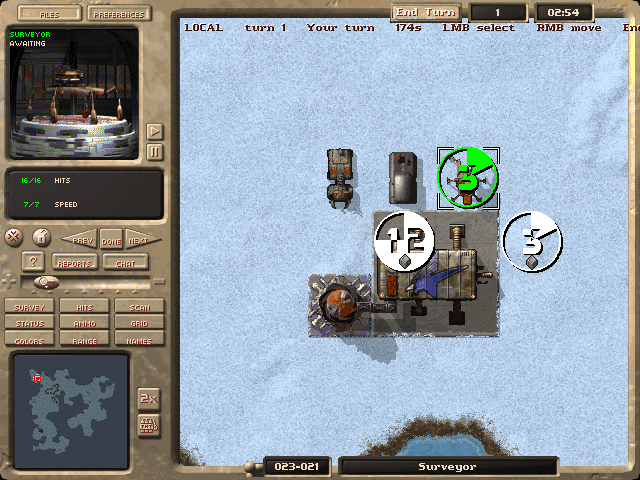 FILES PREFERENCES End Turn 1 02:54
LOCAL turn 1 Your turn 174s LMB select RMB move En
SURVEYOR
AWAITING
16/16 HITS
7/7 SPEED
PREV DONE NEXT
? REPORTS CHAT
SURVEY HITS SCAN
STATUS AMMO GRID
COLORS RANGE NAMES
2x
5
12
3
023-021 Surveyor